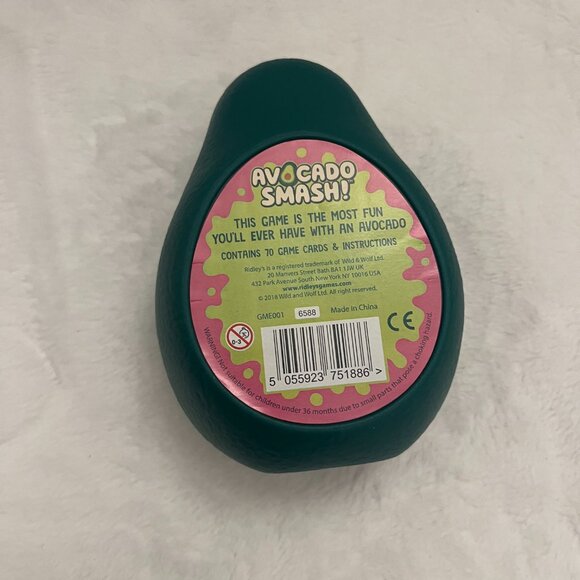 AVOCADO
SMASH!
THIS GAME IS THE MOST FUN
YOU'LL EVER HAVE WITH AN AVOCADO
CONTAINS 70 GAME CARDS & INSTRUCTIONS
Ridley's is a registered trademark of Wild & Wolf Ltd.
20 Manvers Street Bath BA1 1JW UK
432 Park Avenue South New York NY 10016 USA
www.ridleysgames.com
© 2018 Wild and Wolf Ltd. All right reserved.
GME001 6588 Made In China
0-3
CE
5 055923 751886 >
WARNING! Not suitable for children under 36 months due to small parts that pose a choking hazard.